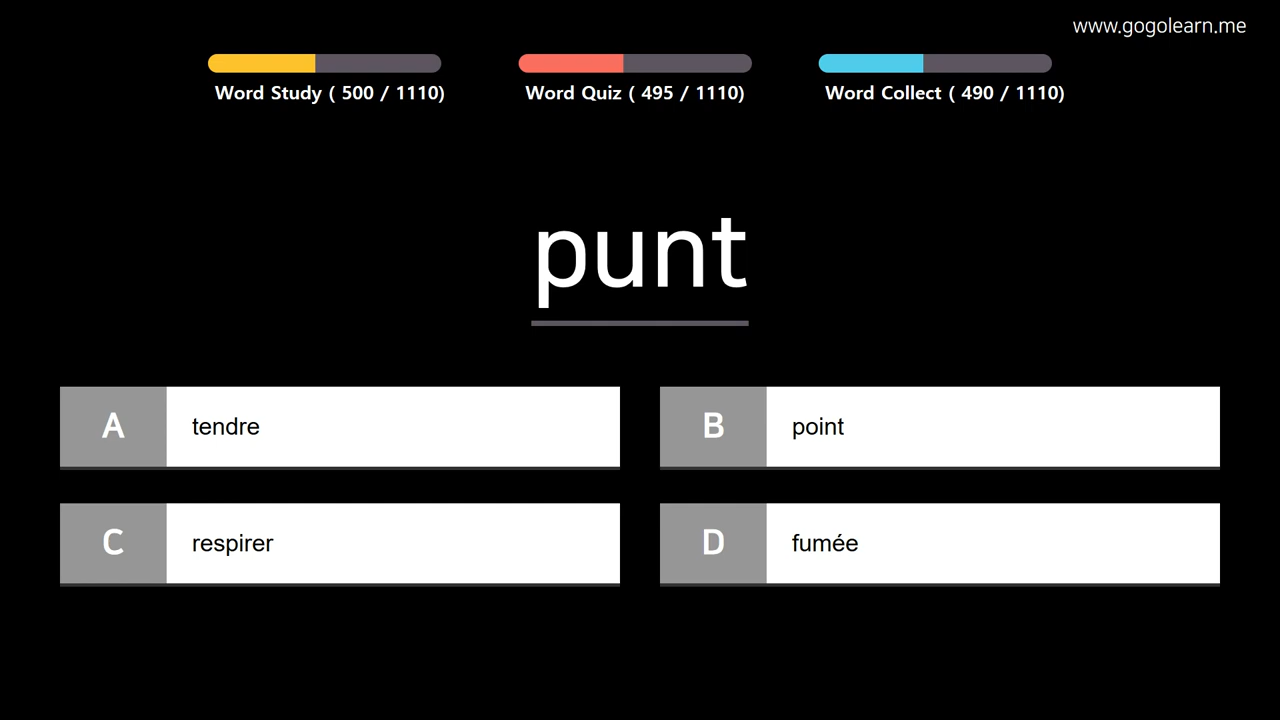 www.gogolearn.me
Word Study ( 500 / 1110)
Word Quiz ( 495 / 1110)
Word Collect ( 490 / 1110)
punt
A tendre
B point
C respirer
D fumée